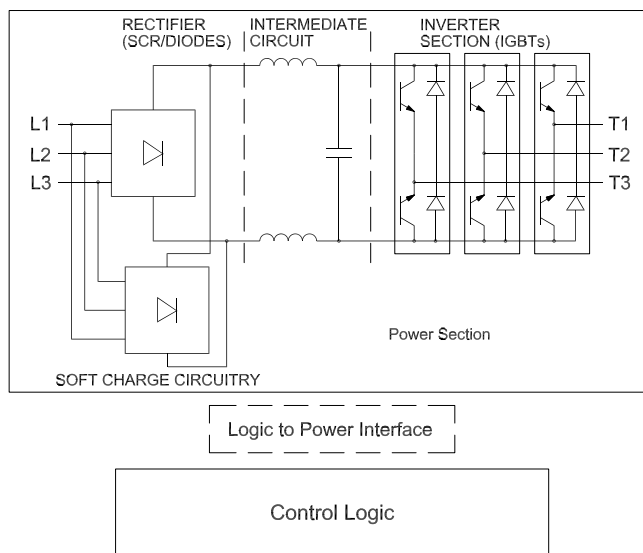 RECTIFIER
(SCR/DIODES)
INTERMEDIATE
CIRCUIT
INVERTER
SECTION (IGBTs)
L1
L2
L3
T1
T2
T3
Power Section
SOFT CHARGE CIRCUITRY
Logic to Power Interface
Control Logic